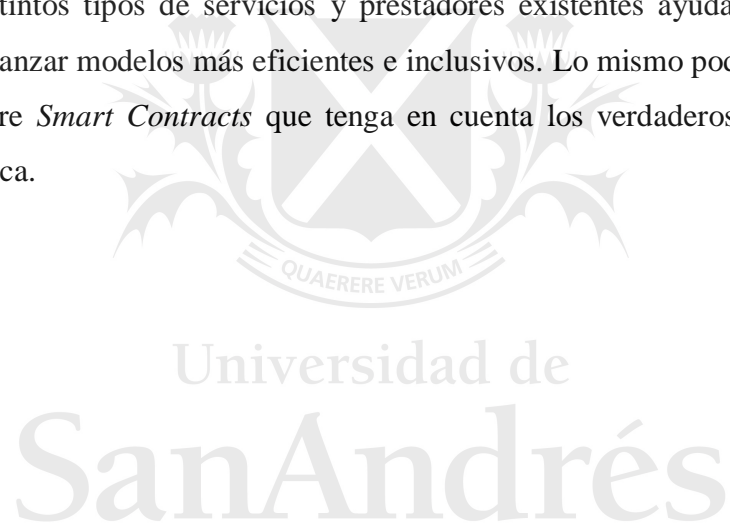 tintos tipos de servicios y prestadores existentes ayuda
anzar modelos más eficientes e inclusivos. Lo mismo pod
re Smart Contracts que tenga en cuenta los verdaderos
ca.
QUAERERE VERUM
Universidad de
SanAndrés